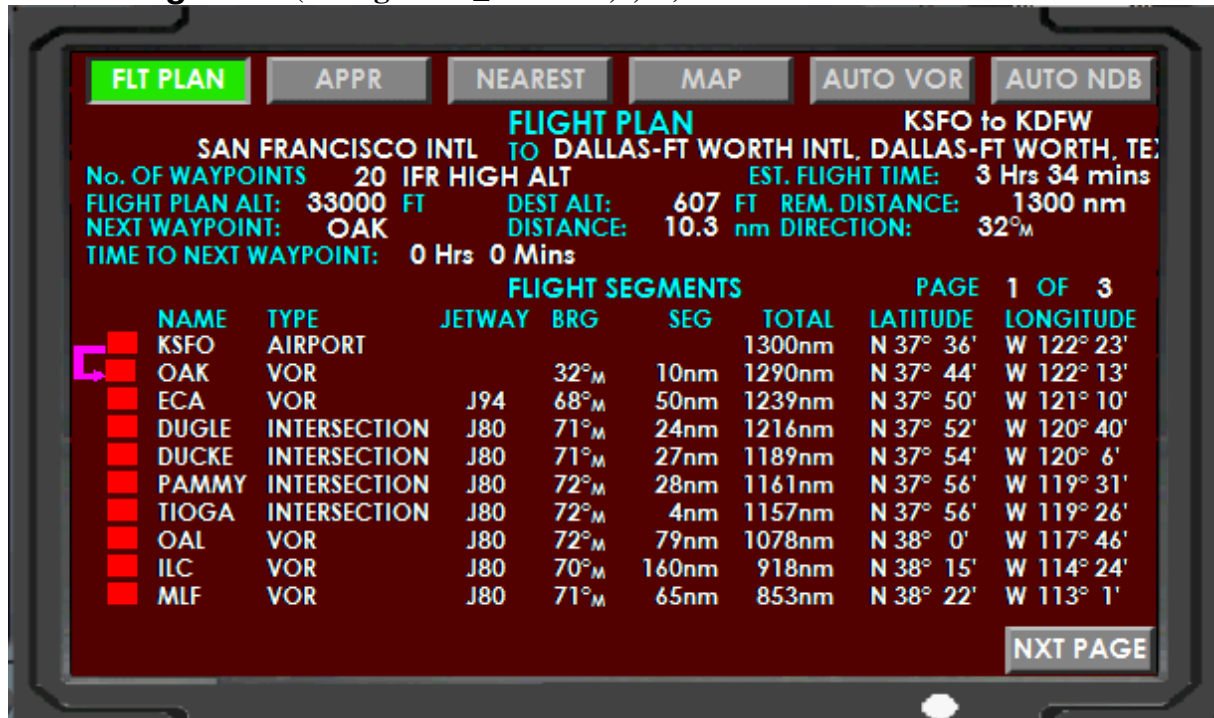 FLT PLAN APPR NEAREST MAP AUTO VOR AUTO NDB
FLIGHT PLAN KSFO to KDFW
SAN FRANCISCO INTL TO DALLAS-FT WORTH INTL, DALLAS-FT WORTH, TE
No. OF WAYPOINTS 20 IFR HIGH ALT EST. FLIGHT TIME: 3 Hrs 34 mins
FLIGHT PLAN ALT: 33000 FT DEST ALT: 607 FT REM. DISTANCE: 1300 nm
NEXT WAYPOINT: OAK DISTANCE: 10.3 nm DIRECTION: 32°M
TIME TO NEXT WAYPOINT: 0 Hrs 0 Mins
FLIGHT SEGMENTS PAGE 1 OF 3
NAME TYPE JETWAY BRG SEG TOTAL LATITUDE LONGITUDE
KSFO AIRPORT 1300nm N 37° 36' W 122° 23'
OAK VOR 32°M 10nm 1290nm N 37° 44' W 122° 13'
ECA VOR J94 68°M 50nm 1239nm N 37° 50' W 121° 10'
DUGLE INTERSECTION J80 71°M 24nm 1216nm N 37° 52' W 120° 40'
DUCKE INTERSECTION J80 71°M 27nm 1189nm N 37° 54' W 120° 6'
PAMMY INTERSECTION J80 72°M 28nm 1161nm N 37° 56' W 119° 31'
TIOGA INTERSECTION J80 72°M 4nm 1157nm N 37° 56' W 119° 26'
OAL VOR J80 72°M 79nm 1078nm N 38° 0' W 117° 46'
ILC VOR J80 70°M 160nm 918nm N 38° 15' W 114° 24'
MLF VOR J80 71°M 65nm 853nm N 38° 22' W 113° 1'
NXT PAGE